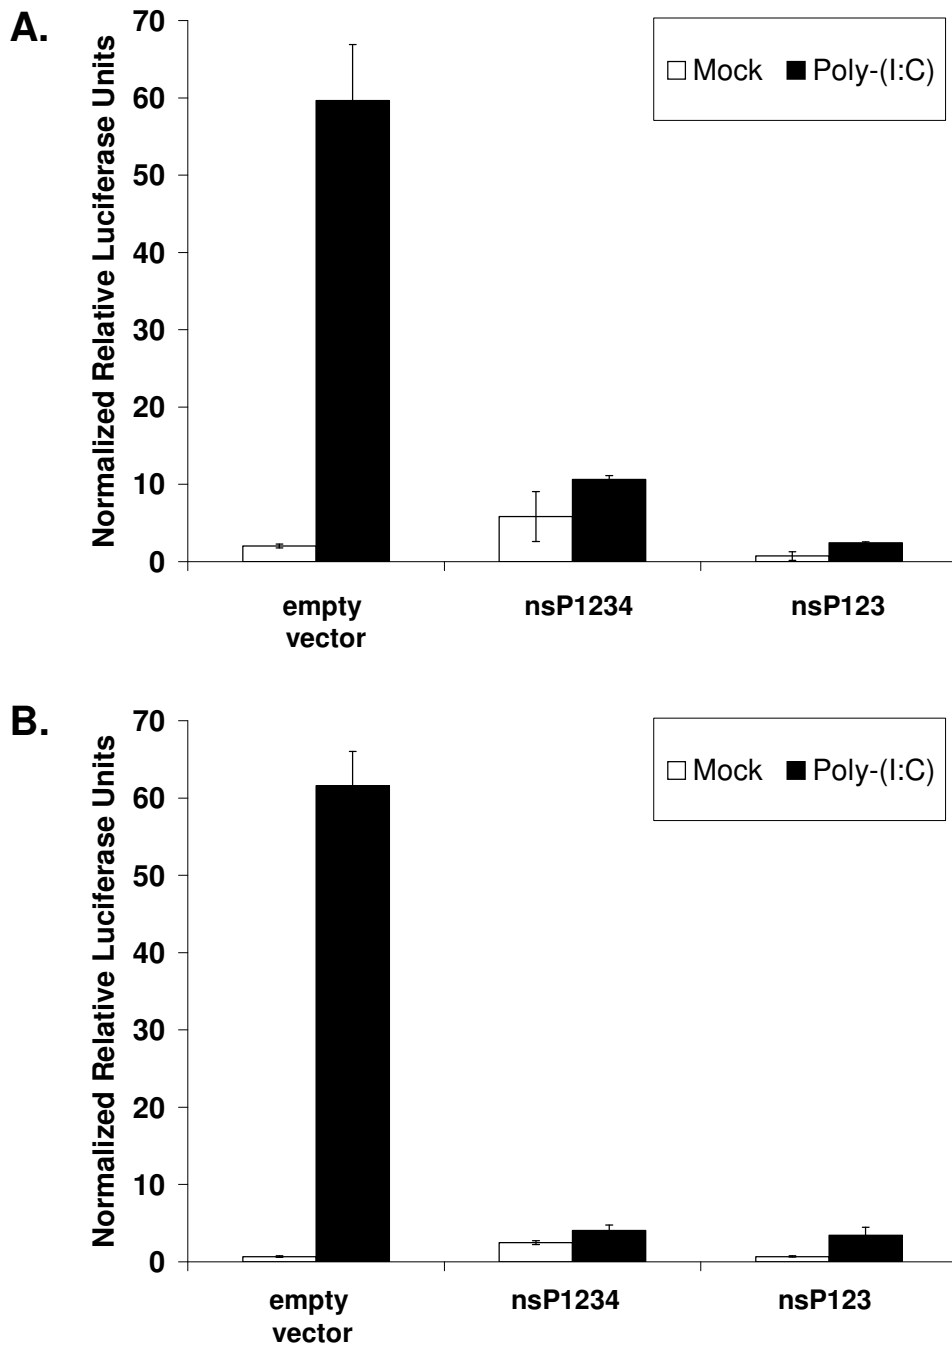 A.
Normalized Relative Luciferase Units
70
60
50
40
30
20
10
0
Mock Poly-(I:C)
empty
vector
nsP1234
nsP123
B.
Normalized Relative Luciferase Units
70
60
50
40
30
20
10
0
Mock Poly-(I:C)
empty
vector
nsP1234
nsP123